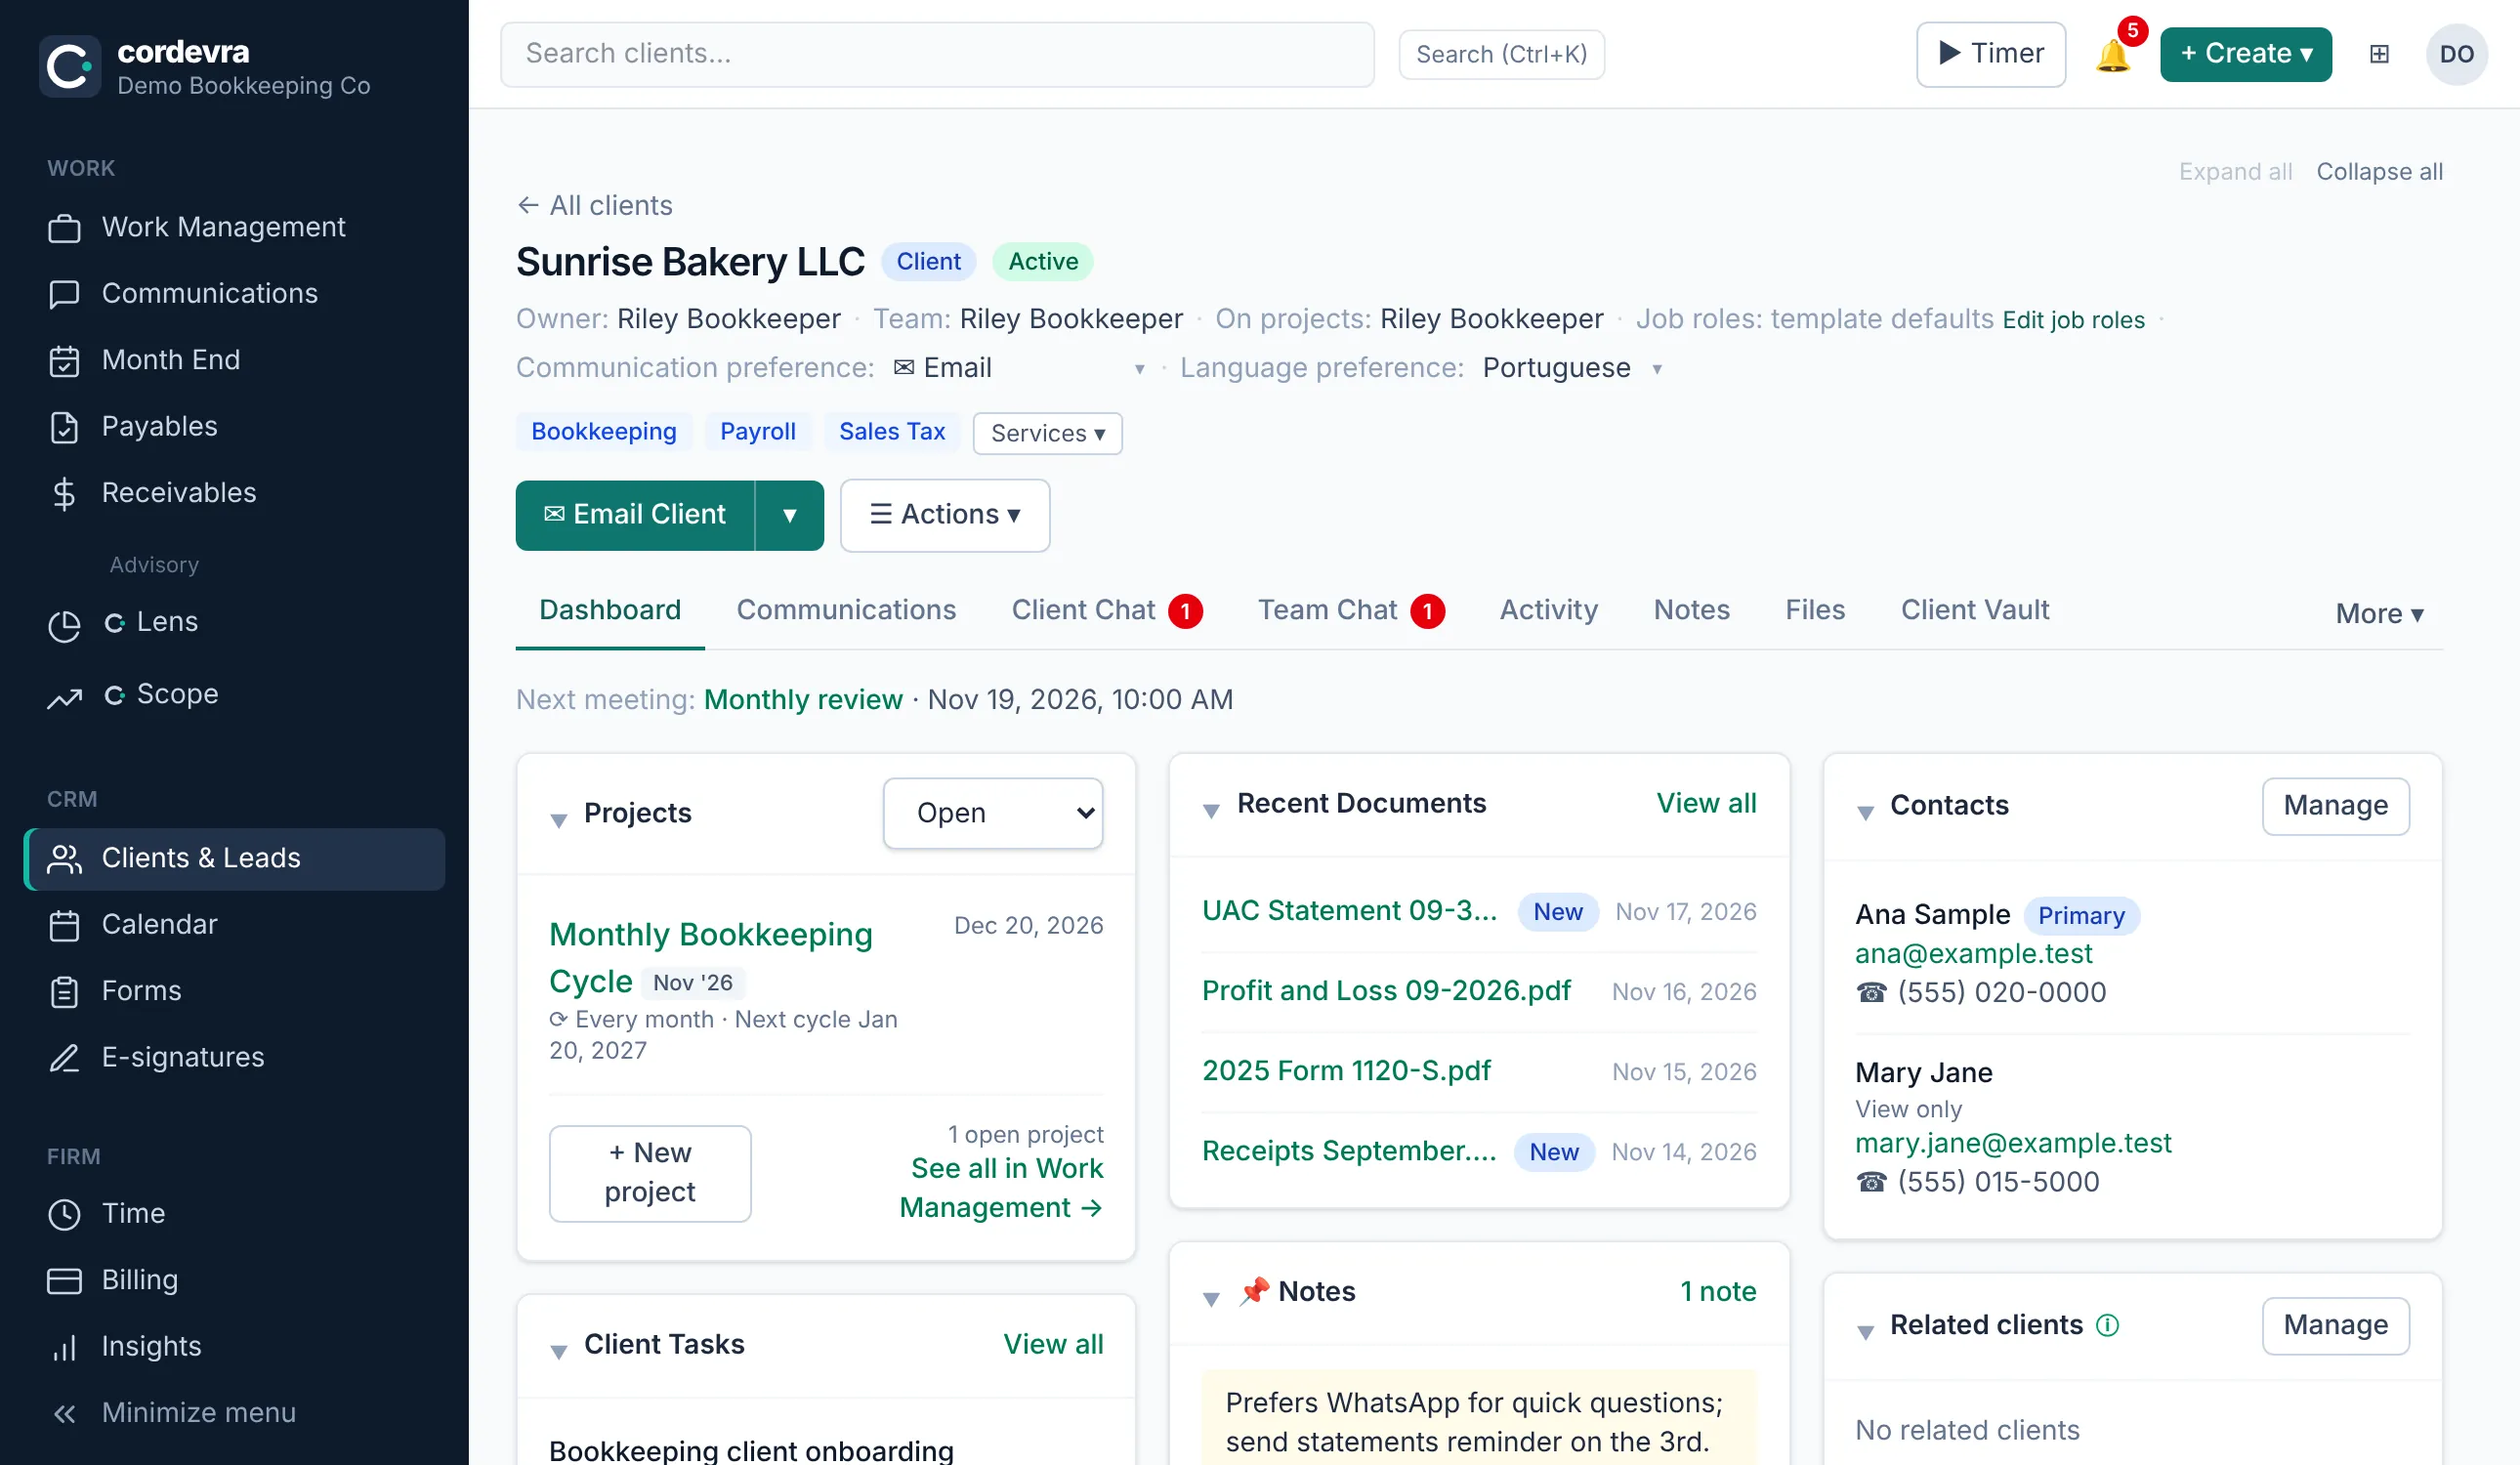 cordevra
Demo Bookkeeping Co
WORK
Work Management
Communications
Month End
Payables
Receivables
Advisory
Lens
Scope
CRM
Clients & Leads
Calendar
Forms
E-signatures
FIRM
Time
Billing
Insights
Minimize menu
Search clients...
Search (Ctrl+K)
▶ Timer
5
+ Create ▾
DO
Expand all Collapse all
← All clients
Sunrise Bakery LLC Client Active
Owner: Riley Bookkeeper · Team: Riley Bookkeeper · On projects: Riley Bookkeeper · Job roles: template defaults Edit job roles ·
Communication preference: ✉ Email ▾ · Language preference: Portuguese ▾
Bookkeeping Payroll Sales Tax Services ▾
✉ Email Client ▾ ☰ Actions ▾
Dashboard Communications Client Chat 1 Team Chat 1 Activity Notes Files Client Vault More ▾
Next meeting: Monthly review · Nov 19, 2026, 10:00 AM
Projects Open
Monthly Bookkeeping Dec 20, 2026
Cycle Nov '26
⟳ Every month · Next cycle Jan
20, 2027
+ New
project
1 open project
See all in Work
Management →
Client Tasks View all
Bookkeeping client onboarding
Recent Documents View all
UAC Statement 09-3... New Nov 17, 2026
Profit and Loss 09-2026.pdf Nov 16, 2026
2025 Form 1120-S.pdf Nov 15, 2026
Receipts September.... New Nov 14, 2026
📌 Notes 1 note
Prefers WhatsApp for quick questions;
send statements reminder on the 3rd.
Contacts Manage
Ana Sample Primary
ana@example.test
☎ (555) 020-0000
Mary Jane
View only
mary.jane@example.test
☎ (555) 015-5000
Related clients ⓘ Manage
No related clients